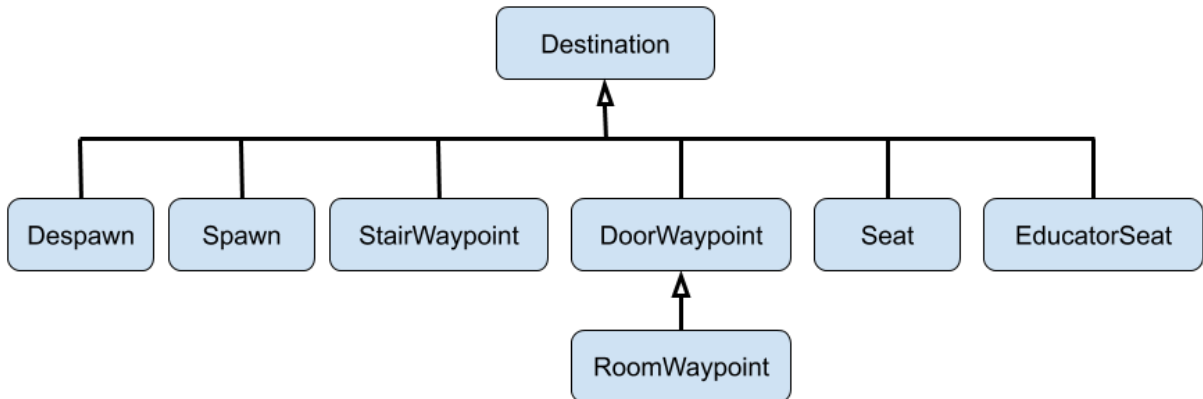 Destination
Despawn
Spawn
StairWaypoint
DoorWaypoint
Seat
EducatorSeat
RoomWaypoint